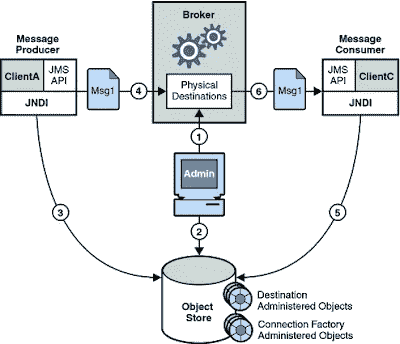 Broker
Message
Producer
Message
Consumer
ClientA
JMS
API
JNDI
Msg1
4
Physical
Destinations
6
Msg1
JMS
API
ClientC
JNDI
1
Admin
3
2
5
Object
Store
Destination
Administered Objects
Connection Factory
Administered Objects